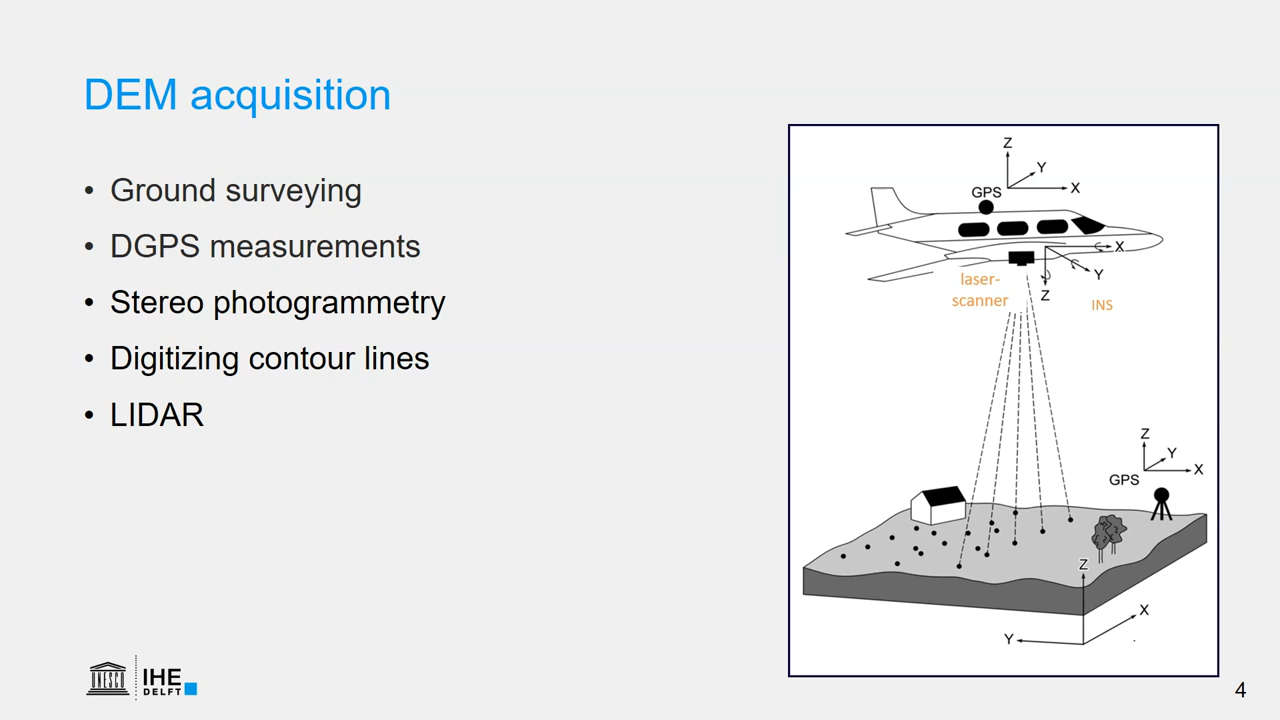 DEM acquisition
• Ground surveying
• DGPS measurements
• Stereo photogrammetry
• Digitizing contour lines
• LIDAR
Z
Y
X
GPS
X
Y
Z
laser-
scanner
INS
Z
Y
X
GPS
Z
X
Y
UNESCO
IHE
DELFT
4